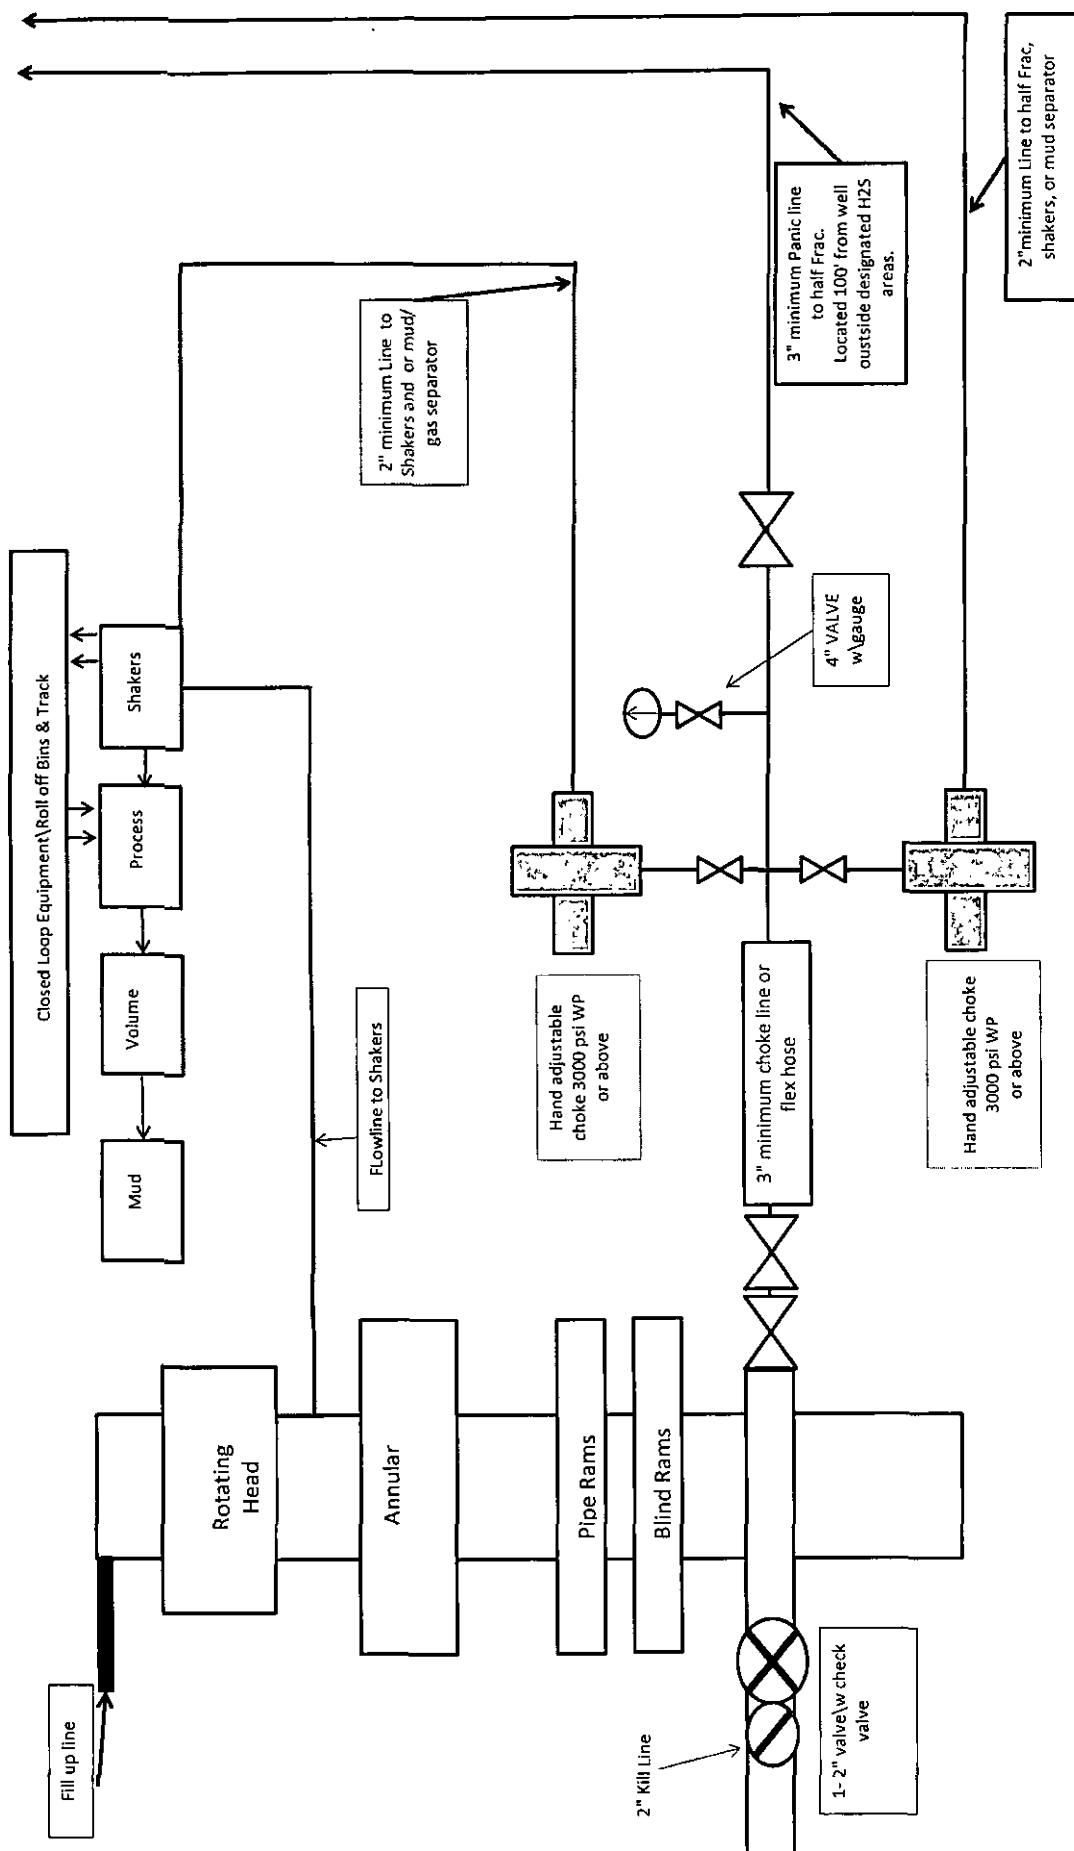 Closed Loop Equipment\Roll off Bins & Track
Mud
Volume
Process
Shakers
Fill up line
Rotating
Head
FLowline to Shakers
Annular
2" minimum Line to
Shakers and or mud/
gas separator
Pipe Rams
Hand adjustable
choke 3000 psi WP
or above
Blind Rams
2" Kill Line
3" minimum choke line or
flex hose
4" VALVE
w\gauge
3" minimum Panic line
to half Frac.
Located 100' from well
oustside designated H2S
areas.
1- 2" valve\w check
valve
Hand adjustable choke
3000 psi WP
or above
2"minimum Line to half Frac,
shakers, or mud separator